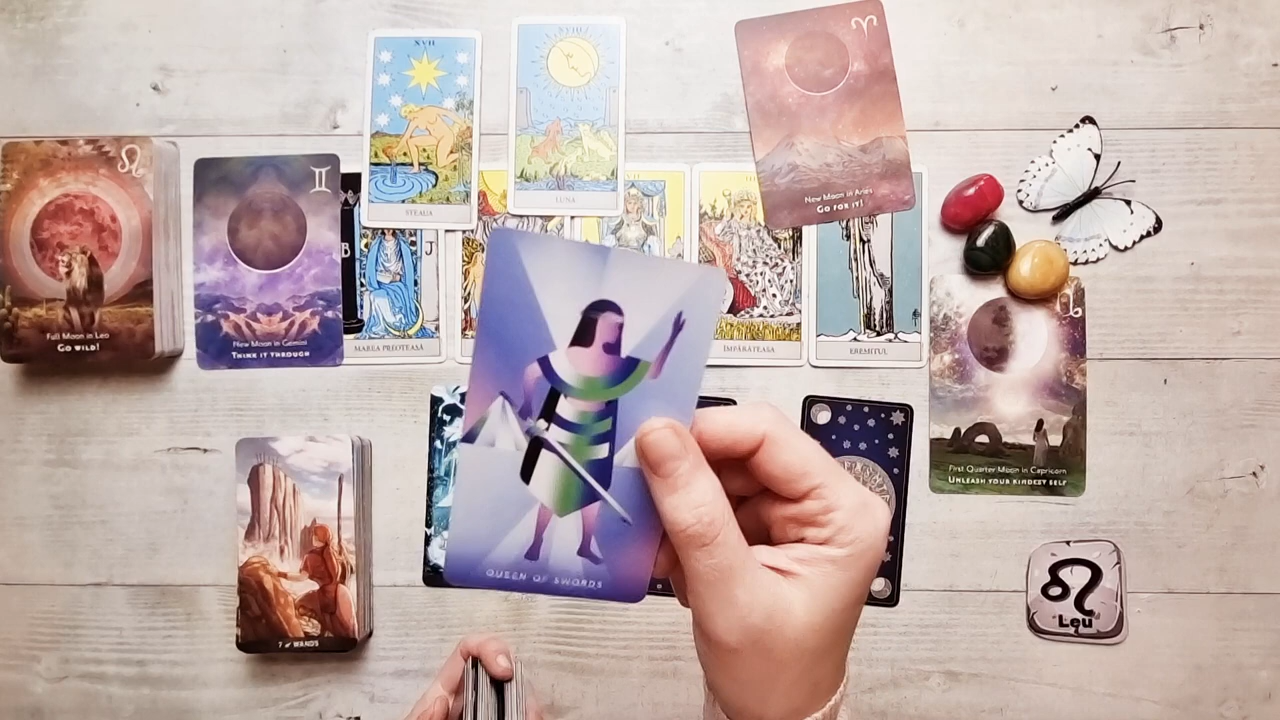 XVII
STEAUA
XVIII
LUNA
New Moon in Aries
GO FOR IT!
Full Moon in Leo
GO WILD!
New Moon in Gemini
THINK IT THROUGH
B
J
MAREA PREOTEASĂ
ÎMPĂRĂTEASA
EREMITUL
QUEEN OF SWORDS
First Quarter Moon in Capricorn
UNLEASH YOUR KINDEST SELF
7 of WANDS
Leu